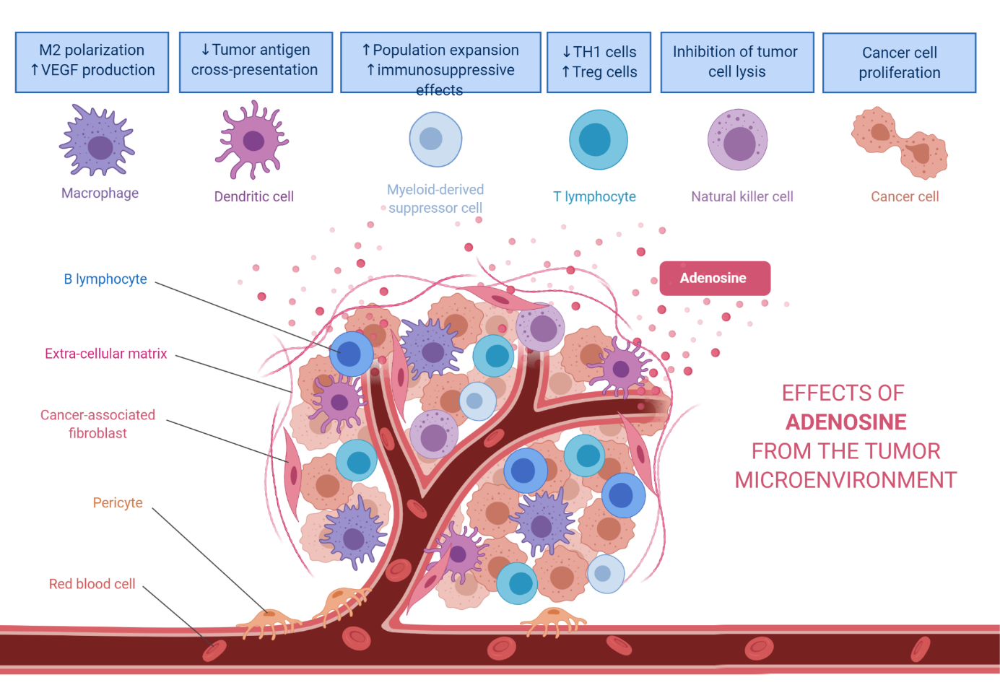 M2 polarization
↑VEGF production
↓Tumor antigen
cross-presentation
↑Population expansion
↑immunosuppressive
effects
↓TH1 cells
↑Treg cells
Inhibition of tumor
cell lysis
Cancer cell
proliferation
Macrophage
Dendritic cell
Myeloid-derived
suppressor cell
T lymphocyte
Natural killer cell
Cancer cell
B lymphocyte
Adenosine
Extra-cellular matrix
Cancer-associated
fibroblast
Pericyte
Red blood cell
EFFECTS OF
ADENOSINE
FROM THE TUMOR
MICROENVIRONMENT